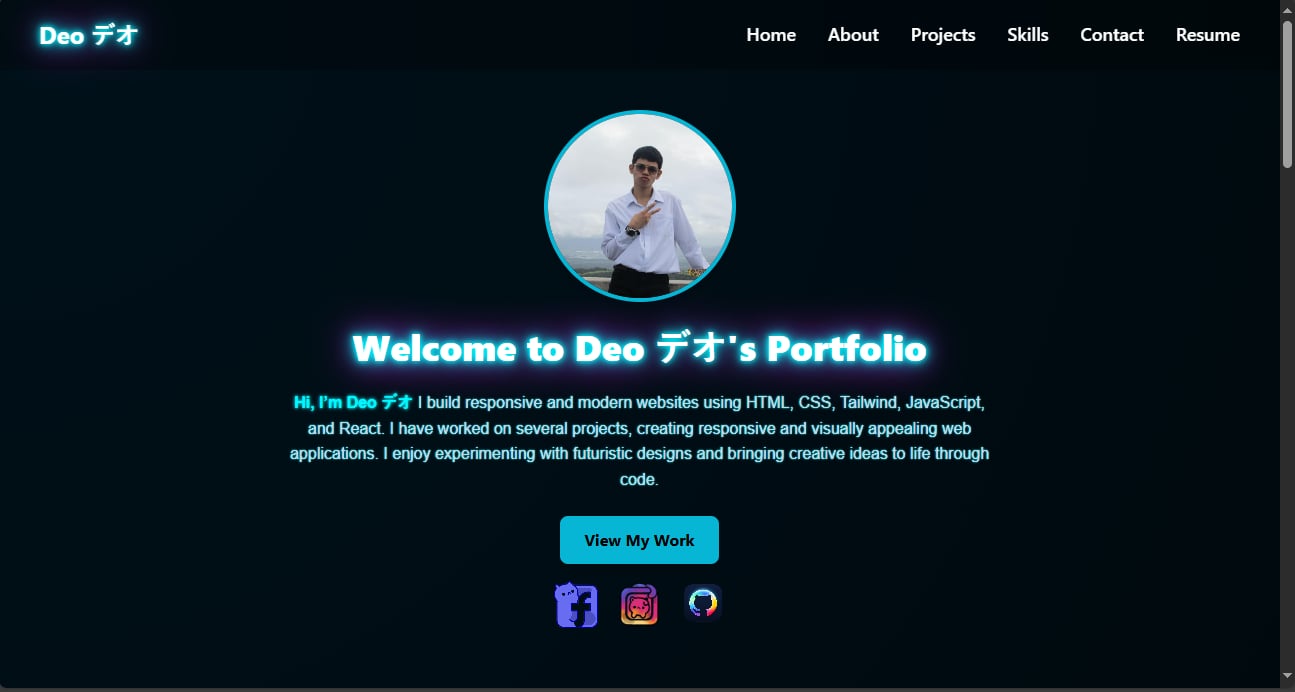 Deo デオ
Home About Projects Skills Contact Resume
Welcome to Deo デオ's Portfolio
Hi, I’m Deo デオ I build responsive and modern websites using HTML, CSS, Tailwind, JavaScript,
and React. I have worked on several projects, creating responsive and visually appealing web
applications. I enjoy experimenting with futuristic designs and bringing creative ideas to life through
code.
View My Work